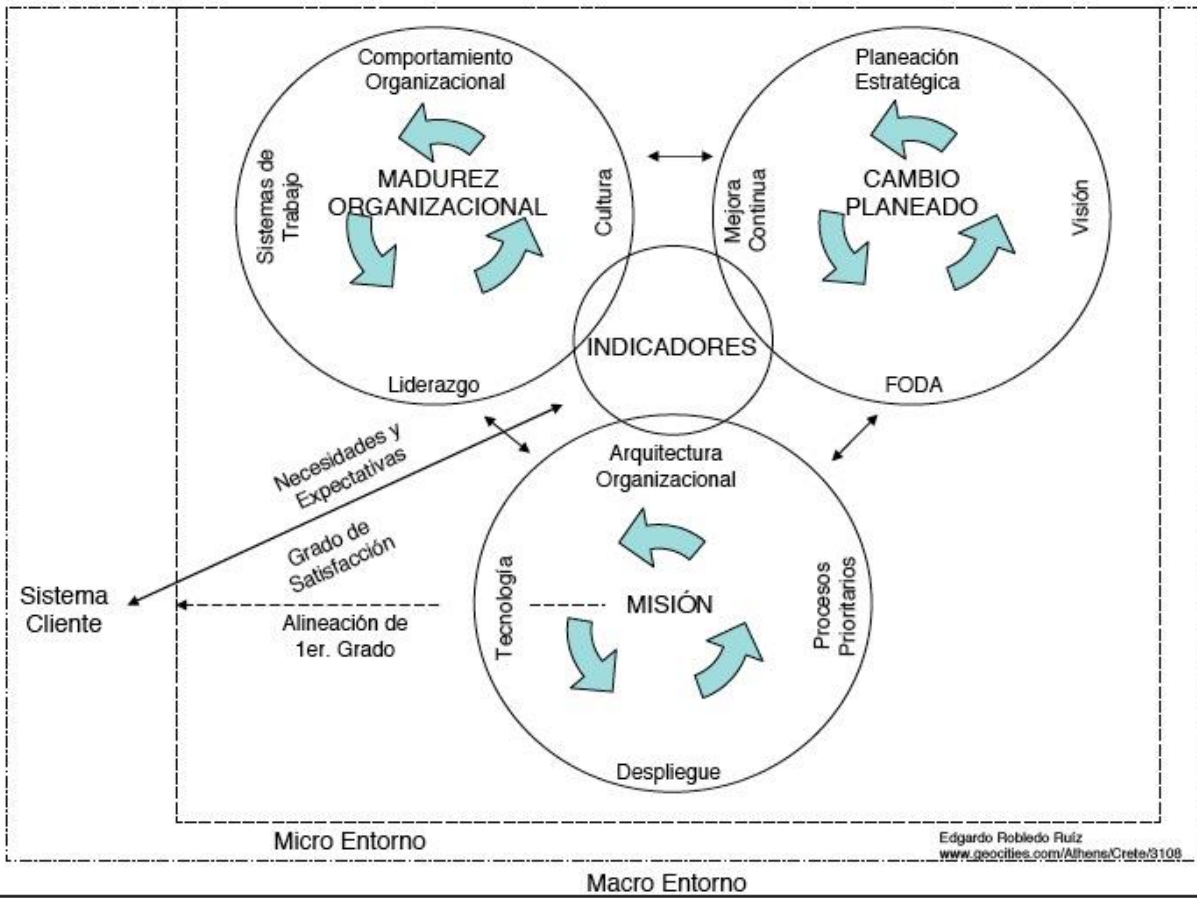 Comportamiento
Organizacional
Sistemas de
Trabajo
MADUREZ
ORGANIZACIONAL
Cultura
Liderazgo
Planeación
Estratégica
Mejora
Continua
CAMBIO
PLANEADO
Visión
FODA
INDICADORES
Necesidades y
Expectativas
Grado de
Satisfacción
Sistema
Cliente
Alineación de
1er. Grado
Arquitectura
Organizacional
Tecnología
MISIÓN
Procesos
Prioritarios
Despliegue
Micro Entorno
Edgardo Robledo Ruíz
www.geocities.com/Athens/Crete/3108
Macro Entorno